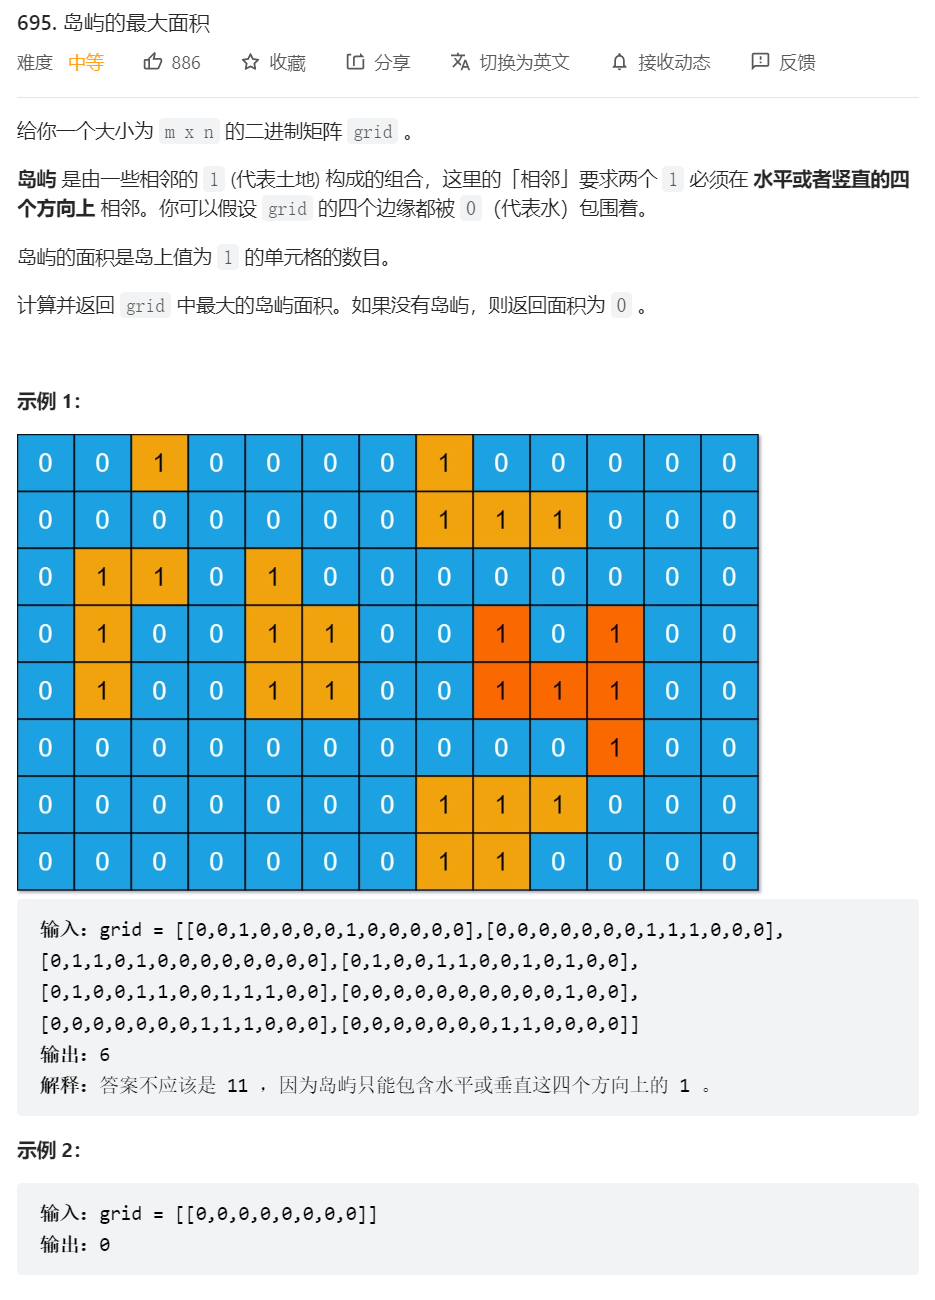 695. 岛屿的最大面积
难度 中等 886 收藏 分享 切换为英文 接收动态 反馈
给你一个大小为 m x n 的二进制矩阵 grid 。
岛屿 是由一些相邻的 1 (代表土地) 构成的组合，这里的「相邻」要求两个 1 必须在 水平或者竖直的四
个方向上 相邻。你可以假设 grid 的四个边缘都被 0（代表水）包围着。
岛屿的面积是岛上值为 1 的单元格的数目。
计算并返回 grid 中最大的岛屿面积。如果没有岛屿，则返回面积为 0 。
示例 1：
0 0 1 0 0 0 0 1 0 0 0 0 0
0 0 0 0 0 0 0 1 1 1 0 0 0
0 1 1 0 1 0 0 0 0 0 0 0 0
0 1 0 0 1 1 0 0 1 0 1 0 0
0 1 0 0 1 1 0 0 1 1 1 0 0
0 0 0 0 0 0 0 0 0 0 1 0 0
0 0 0 0 0 0 0 1 1 1 0 0 0
0 0 0 0 0 0 0 1 1 0 0 0 0
输入：grid = [[0,0,1,0,0,0,0,1,0,0,0,0,0],[0,0,0,0,0,0,0,1,1,1,0,0,0],
[0,1,1,0,1,0,0,0,0,0,0,0,0],[0,1,0,0,1,1,0,0,1,0,1,0,0],
[0,1,0,0,1,1,0,0,1,1,1,0,0],[0,0,0,0,0,0,0,0,0,0,1,0,0],
[0,0,0,0,0,0,0,1,1,1,0,0,0],[0,0,0,0,0,0,0,1,1,0,0,0,0]]
输出：6
解释：答案不应该是 11 ，因为岛屿只能包含水平或垂直这四个方向上的 1 。
示例 2：
输入：grid = [[0,0,0,0,0,0,0,0]]
输出：0